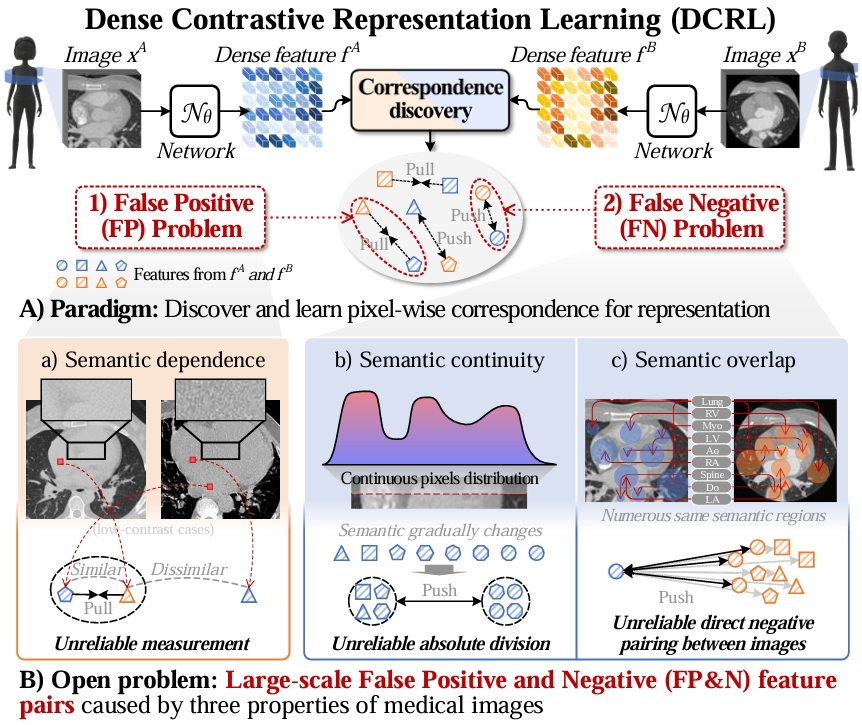 Dense Contrastive Representation Learning (DCRL)
Image x^A
Dense feature f^A
Dense feature f^B
Image x^B
Correspondence
discovery
N_θ
N_θ
Network
Network
1) False Positive
(FP) Problem
2) False Negative
(FN) Problem
Pull
Push
Pull
Push
Features from f^A and f^B
A) Paradigm: Discover and learn pixel-wise correspondence for representation
a) Semantic dependence
(low-contrast cases)
Similar
Dissimilar
Pull
Unreliable measurement
b) Semantic continuity
Continuous pixels distribution
Semantic gradually changes
Push
Unreliable absolute division
c) Semantic overlap
Lung
RV
Myo
LV
Ao
RA
Spine
Do
LA
Numerous same semantic regions
Push
Unreliable direct negative
pairing between images
B) Open problem: Large-scale False Positive and Negative (FP&N) feature
pairs caused by three properties of medical images